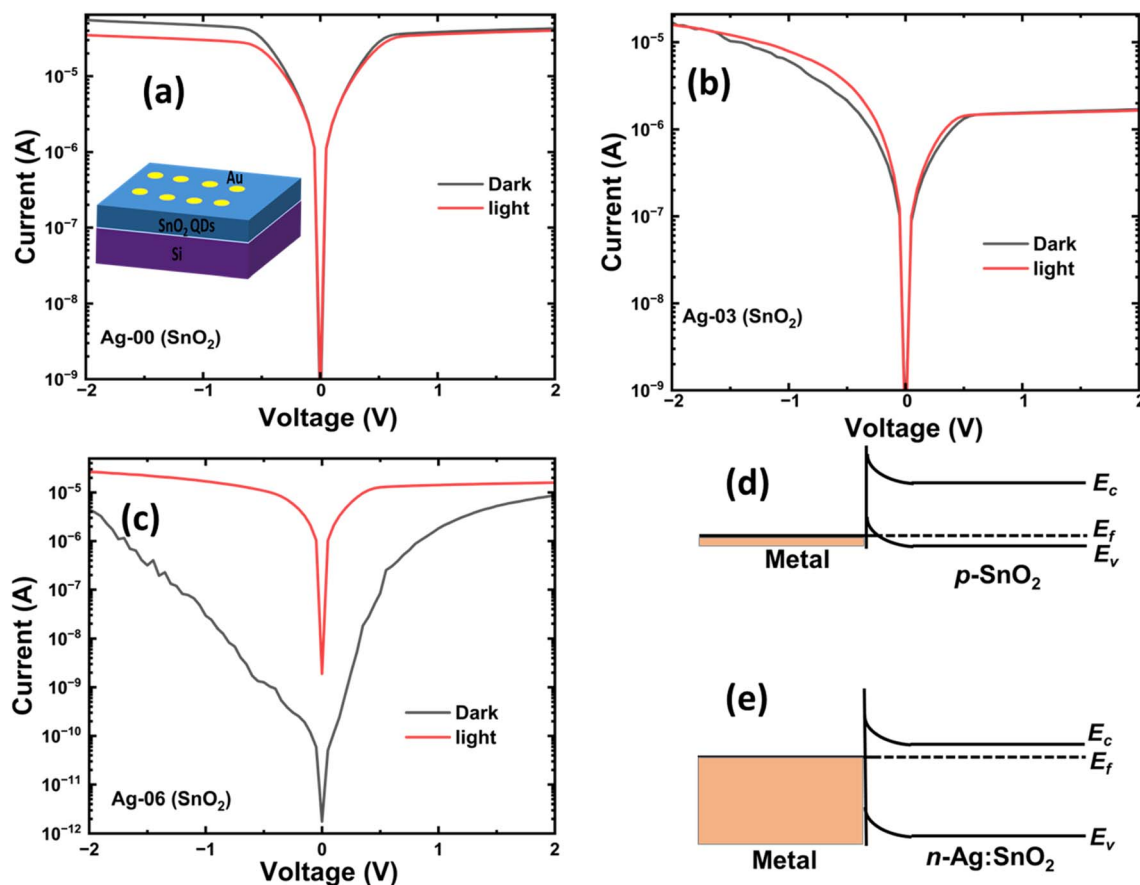 (a)
Current (A)
10⁻⁵
10⁻⁶
10⁻⁷
10⁻⁸
10⁻⁹
Au
SnO₂ QDs
Si
Dark
light
Ag-00 (SnO₂)
−2 −1 0 1 2
Voltage (V)
(b)
Current (A)
10⁻⁵
10⁻⁶
10⁻⁷
10⁻⁸
10⁻⁹
Dark
light
Ag-03 (SnO₂)
−2 −1 0 1 2
Voltage (V)
(c)
Current (A)
10⁻⁵
10⁻⁶
10⁻⁷
10⁻⁸
10⁻⁹
10⁻¹⁰
10⁻¹¹
10⁻¹²
Dark
light
Ag-06 (SnO₂)
−2 −1 0 1 2
Voltage (V)
(d)
E_c
E_f
E_v
Metal
p-SnO₂
(e)
E_c
E_f
E_v
Metal
n-Ag:SnO₂